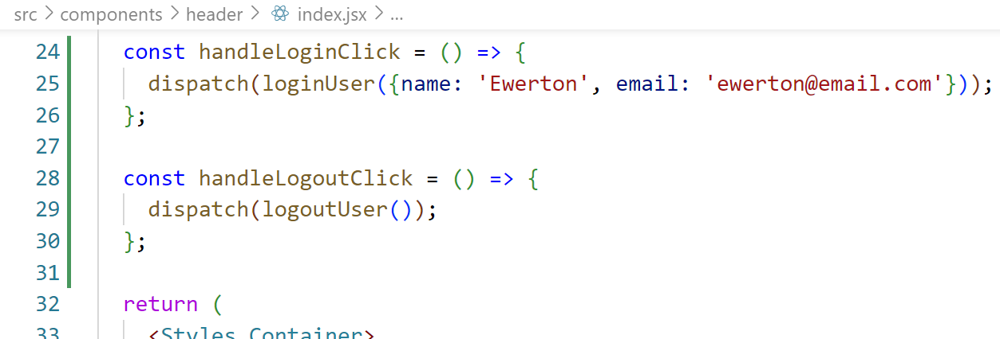 src > components > header > index.jsx > ...
24 const handleLoginClick = () => {
25 dispatch(loginUser({name: 'Ewerton', email: 'ewerton@email.com'}));
26 };
27
28 const handleLogoutClick = () => {
29 dispatch(logoutUser());
30 };
31
32 return (
33 <Styles.Container>